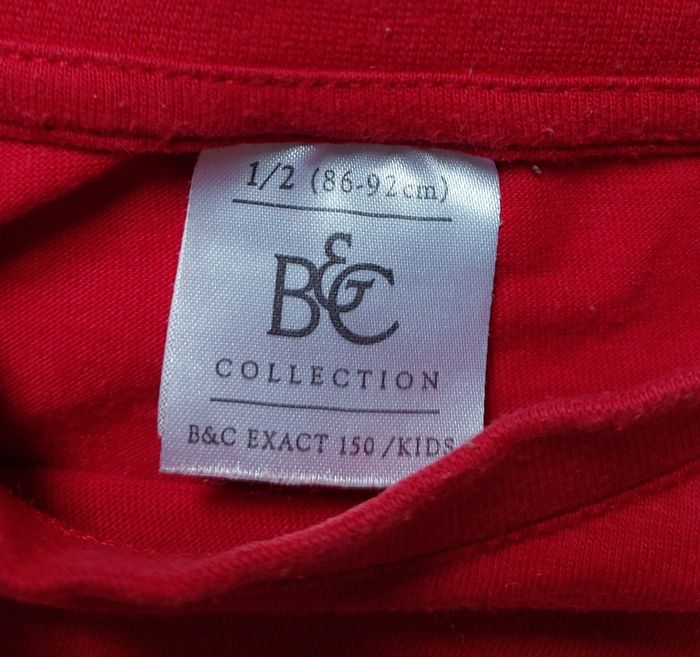 1/2 (86-92cm)
B&C
COLLECTION
B&C EXACT 150 /KIDS